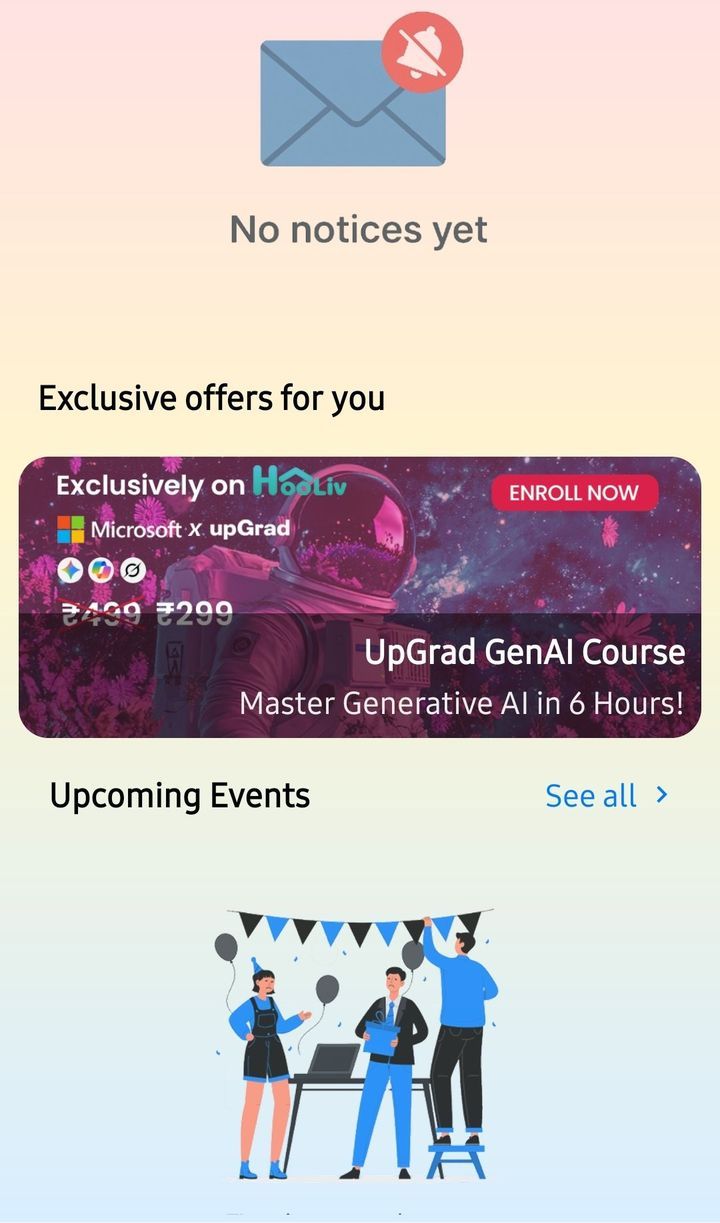 No notices yet
Exclusive offers for you
Exclusively on HooLiv
ENROLL NOW
Microsoft x upGrad
₹499 ₹299
UpGrad GenAI Course
Master Generative AI in 6 Hours!
Upcoming Events
See all >